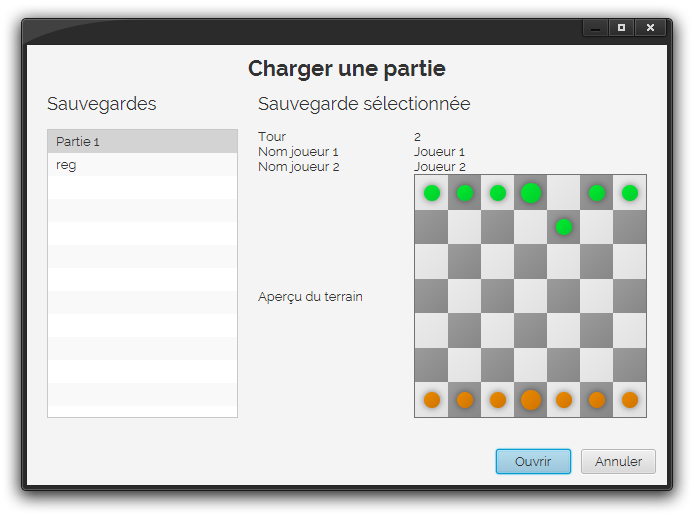 Charger une partie
Sauvegardes
Sauvegarde sélectionnée
Partie 1
reg
Tour 2
Nom joueur 1 Joueur 1
Nom joueur 2 Joueur 2
Aperçu du terrain
Ouvrir Annuler